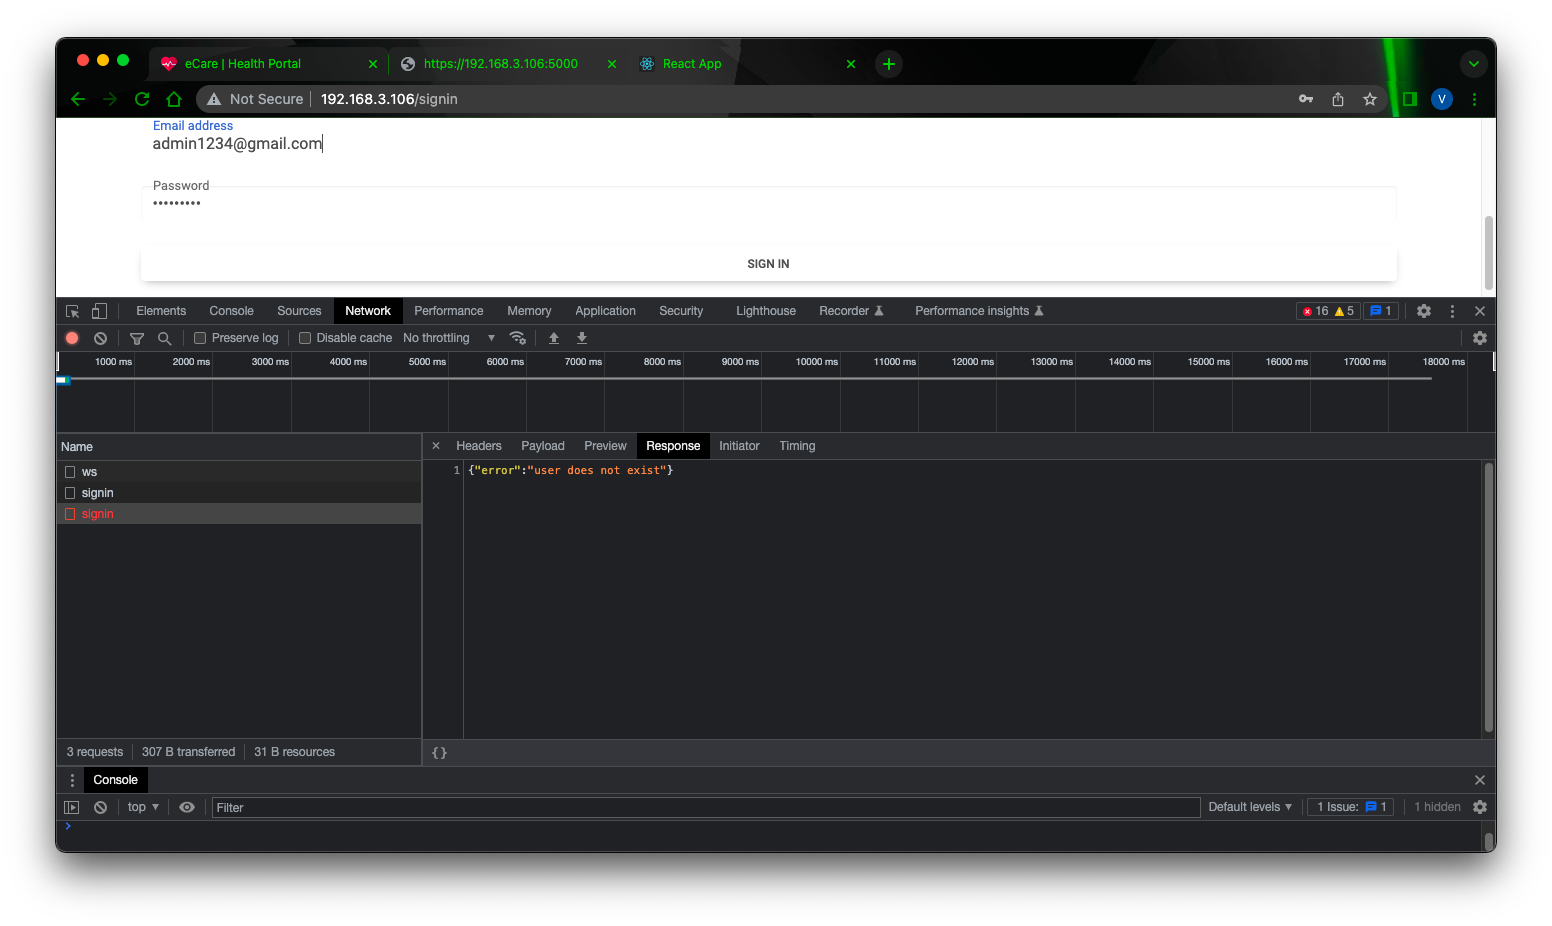 eCare | Health Portal
https://192.168.3.106:5000
React App
Not Secure
192.168.3.106/signin
V
Email address
admin1234@gmail.com
Password
•••••••••
SIGN IN
Elements Console Sources Network Performance Memory Application Security Lighthouse Recorder Performance insights 16 5 1
Preserve log Disable cache No throttling
1000 ms 2000 ms 3000 ms 4000 ms 5000 ms 6000 ms 7000 ms 8000 ms 9000 ms 10000 ms 11000 ms 12000 ms 13000 ms 14000 ms 15000 ms 16000 ms 17000 ms 18000 ms
Name
ws
signin
signin
Headers Payload Preview Response Initiator Timing
1 {"error":"user does not exist"}
3 requests 307 B transferred 31 B resources
{}
Console
top Filter Default levels 1 Issue: 1 1 hidden